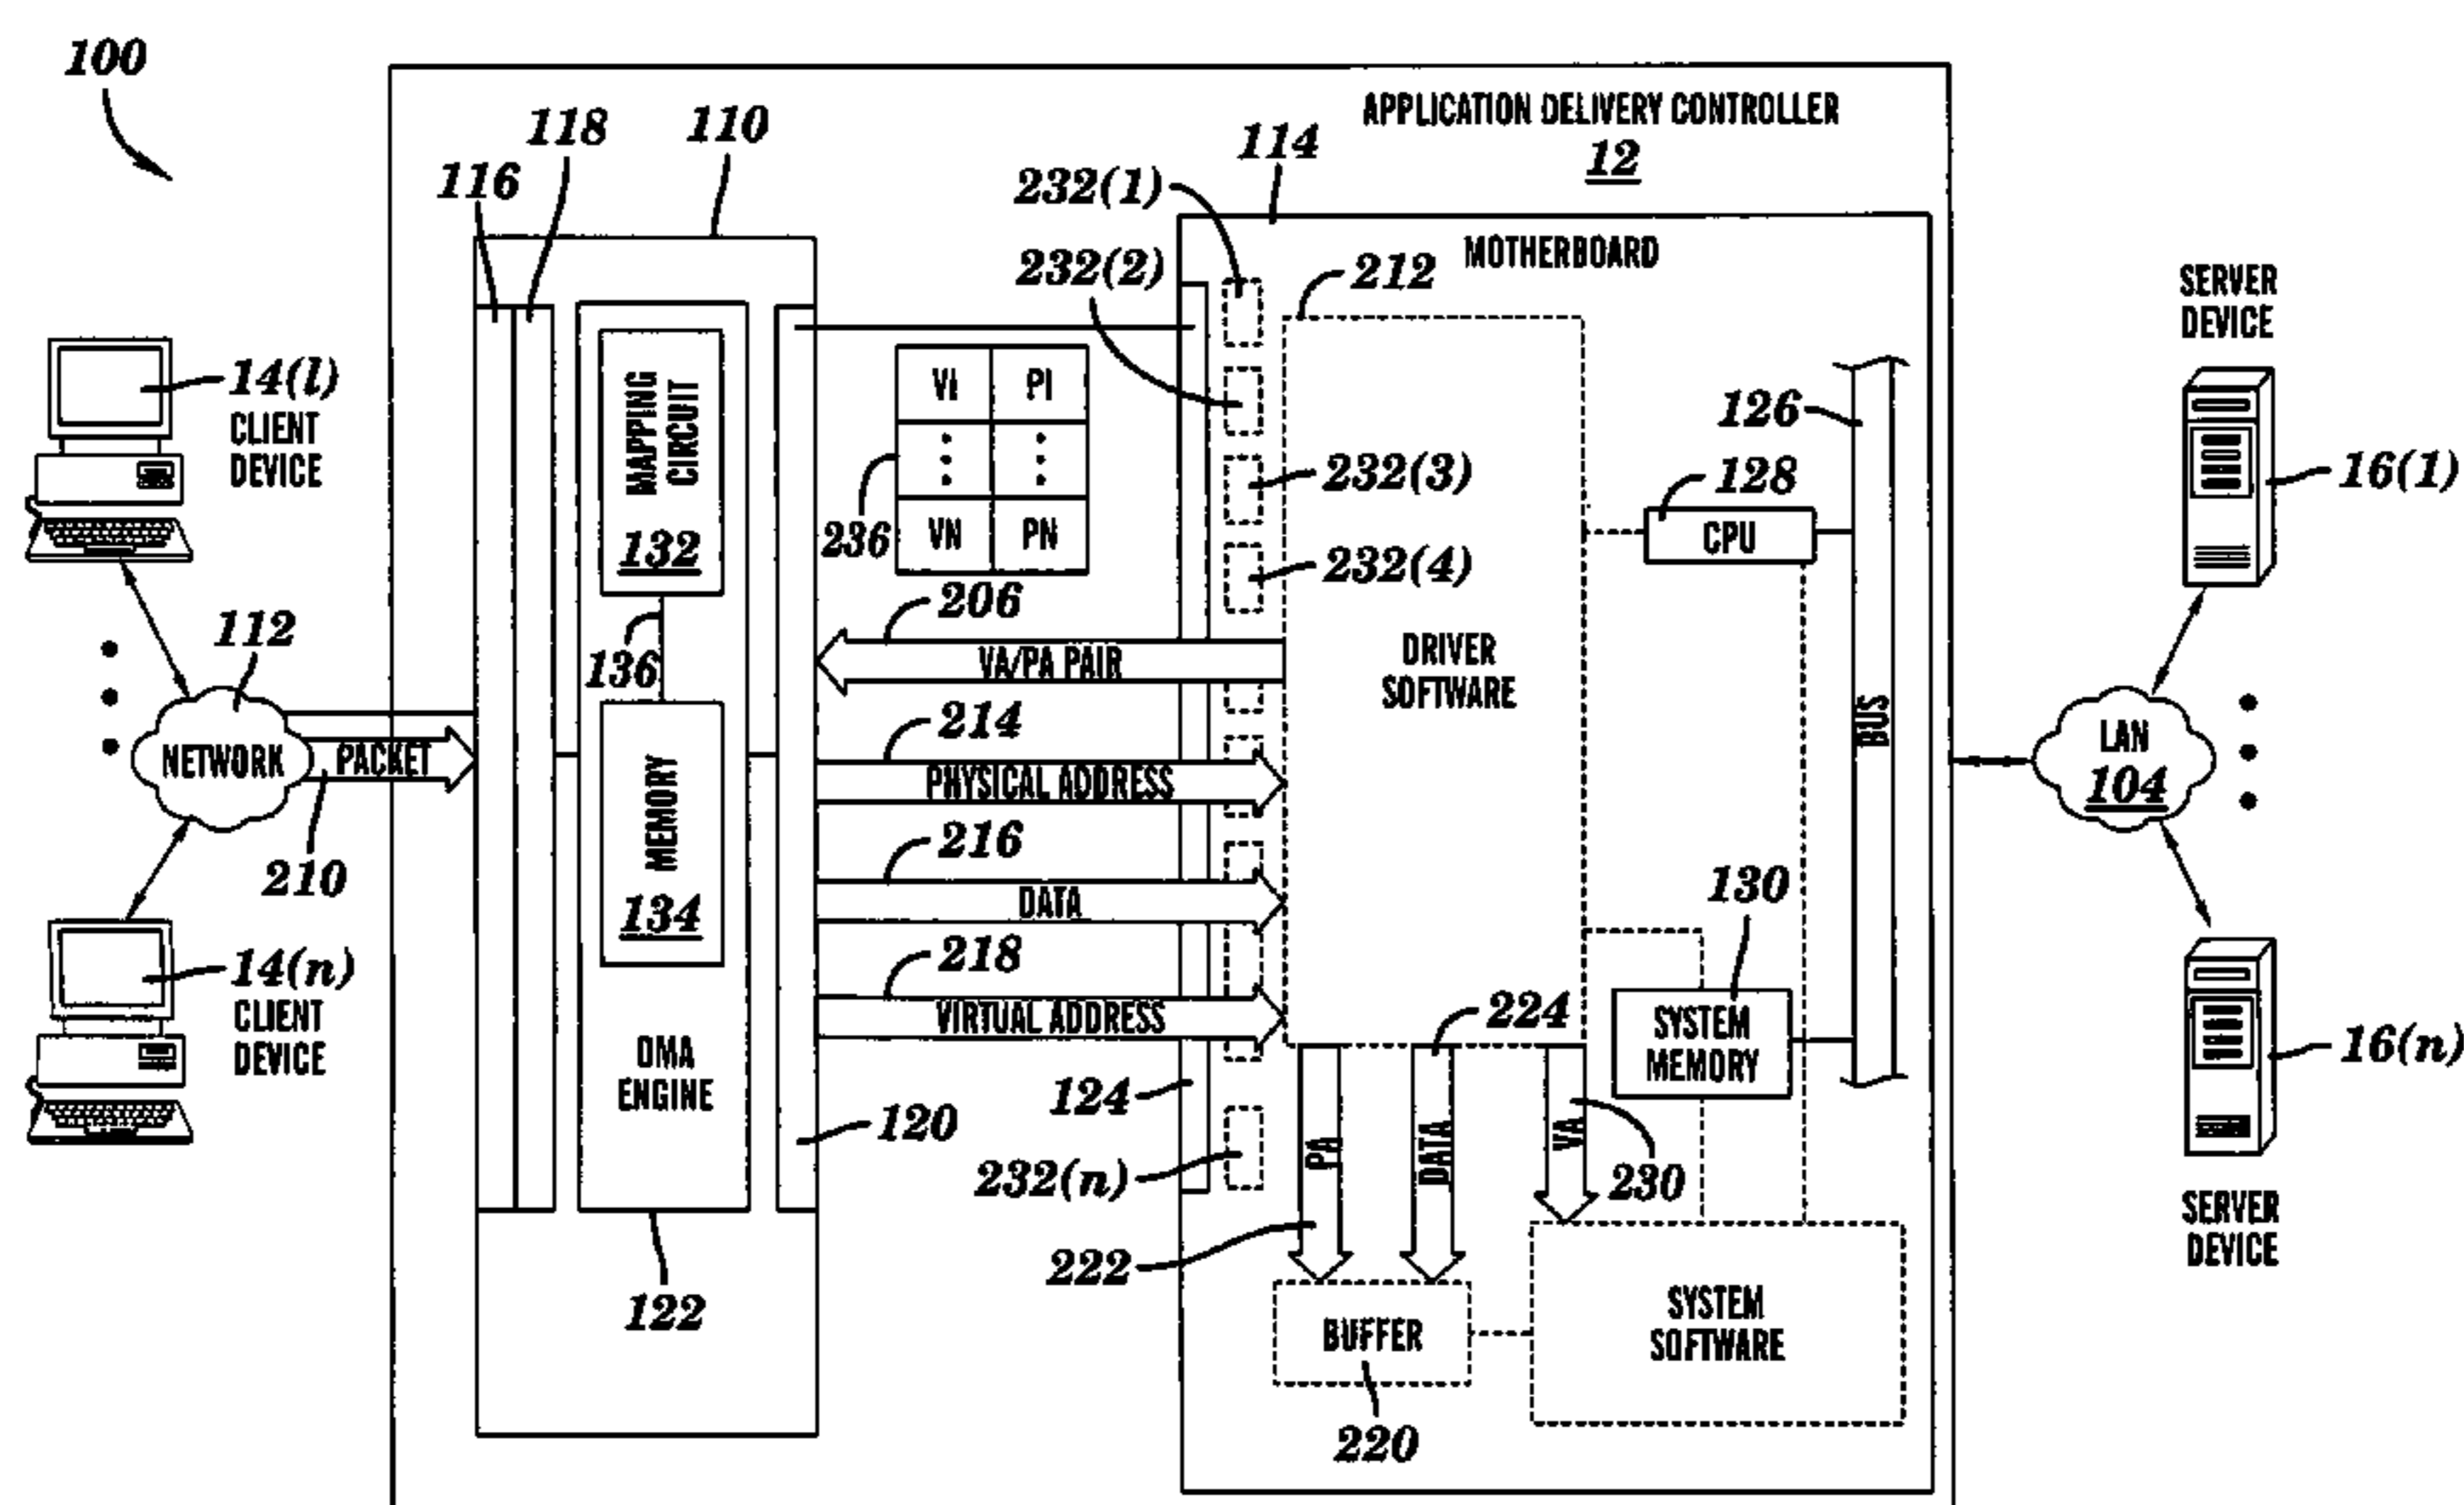 100
APPLICATION DELIVERY CONTROLLER
12
118
110
116
114
232(1)
232(2)
212
MOTHERBOARD
SERVER
DEVICE
14(l)
CLIENT
DEVICE
MAPPING
CIRCUIT
132
VI
PI
VN
PN
236
232(3)
232(4)
126
128
CPU
16(1)
112
136
206
VA/PA PAIR
DRIVER
SOFTWARE
BUS
NETWORK
PACKET
210
MEMORY
134
214
PHYSICAL ADDRESS
216
DATA
218
VIRTUAL ADDRESS
130
LAN
104
14(n)
CLIENT
DEVICE
DMA
ENGINE
120
124
224
SYSTEM
MEMORY
16(n)
PA
DATA
VA
230
232(n)
222
122
BUFFER
220
SYSTEM
SOFTWARE
SERVER
DEVICE